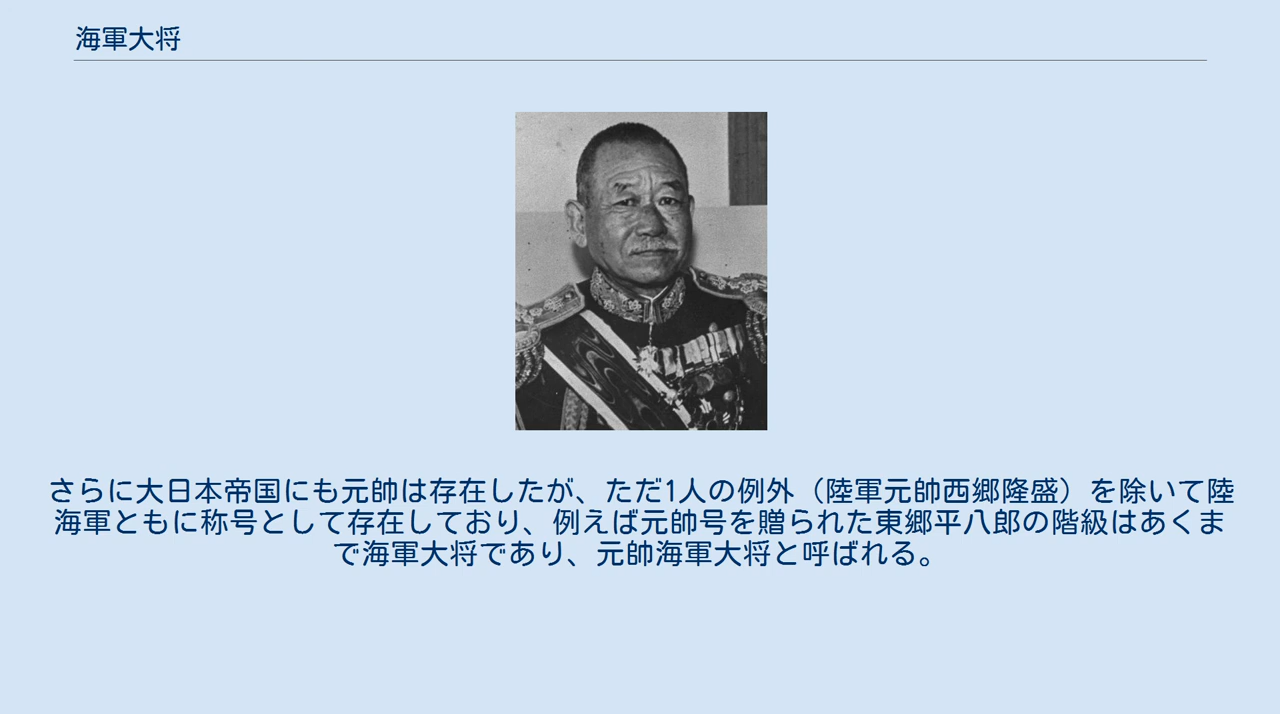 海軍大将
さらに大日本帝国にも元帥は存在したが、ただ1人の例外（陸軍元帥西郷隆盛）を除いて陸
海軍ともに称号として存在しており、例えば元帥号を贈られた東郷平八郎の階級はあくま
で海軍大将であり、元帥海軍大将と呼ばれる。